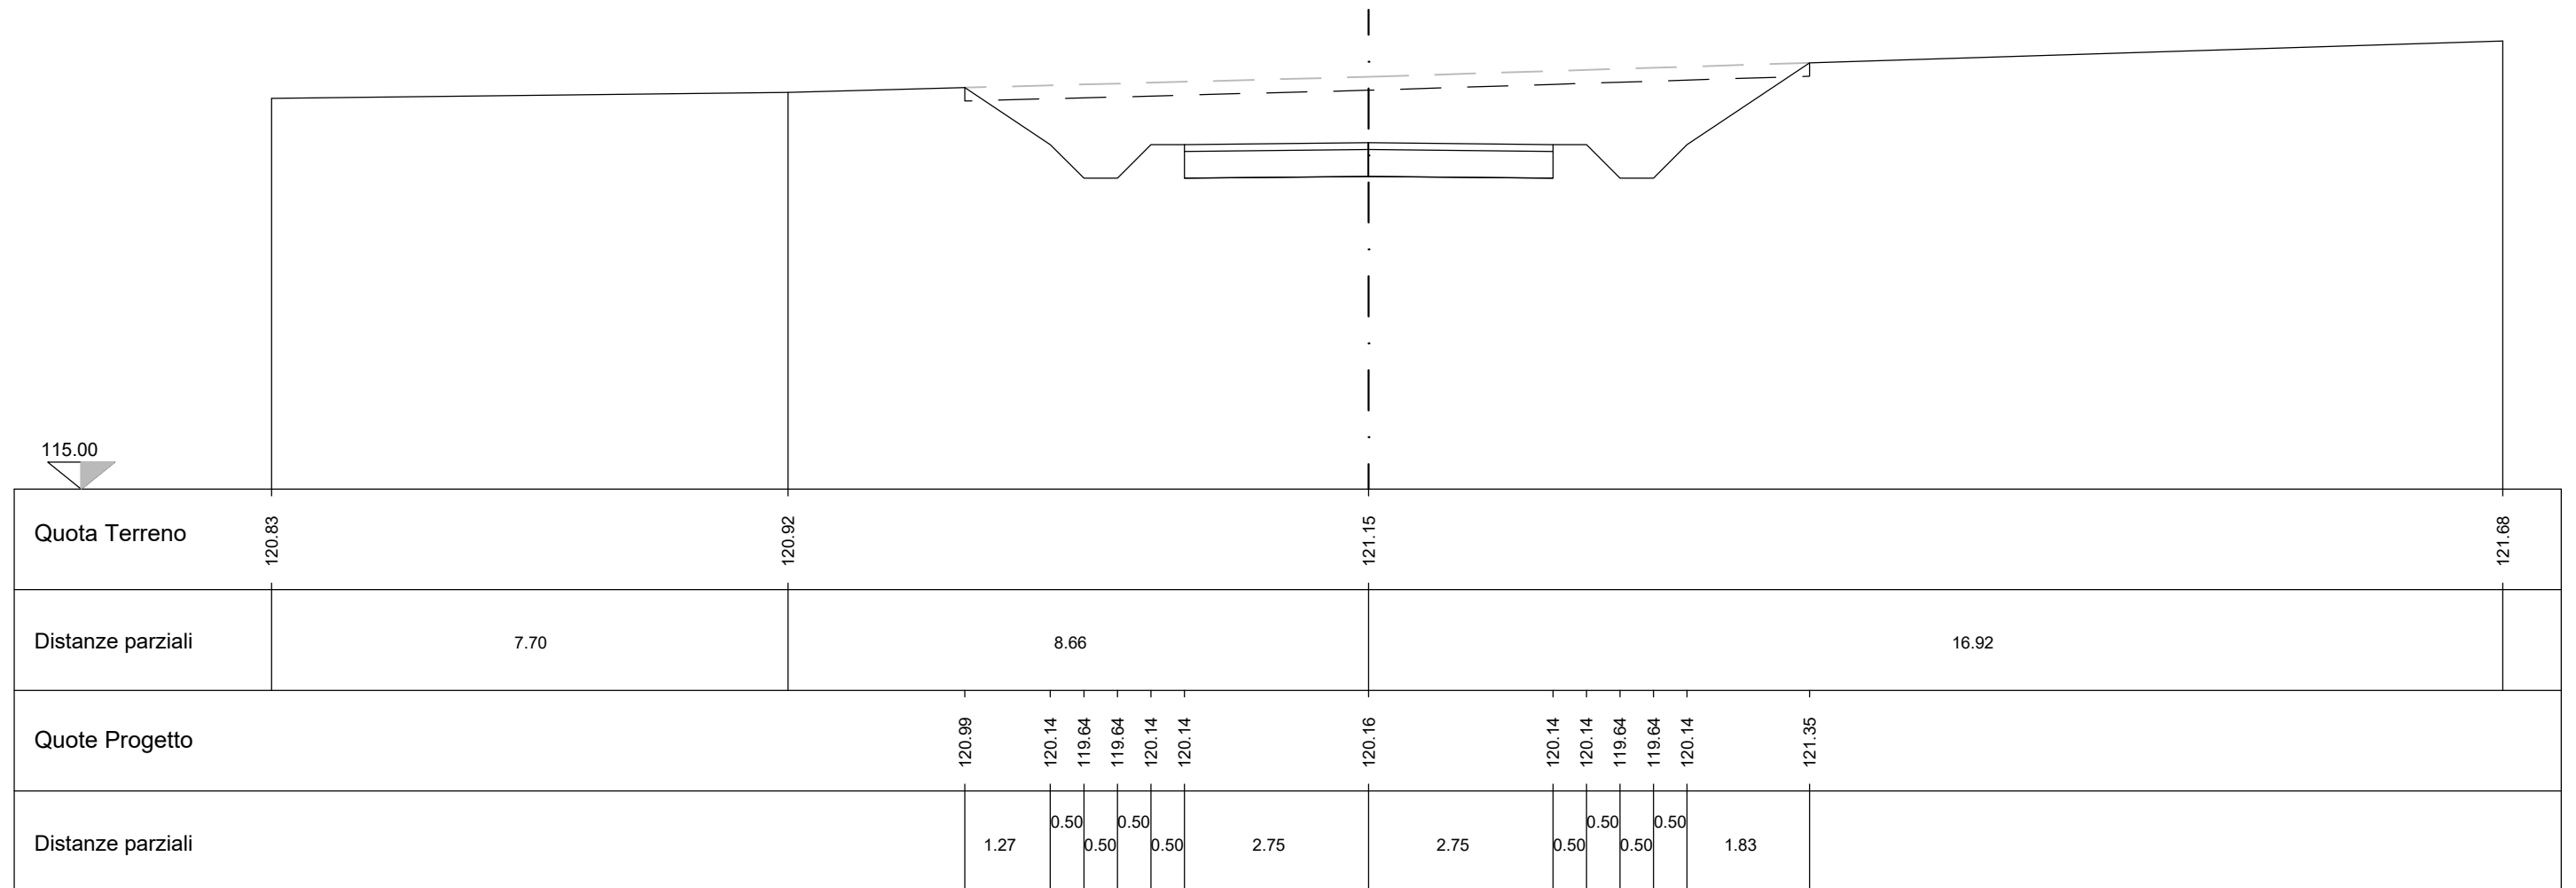 115.00
Quota Terreno 120.83 120.92 121.15 121.68
Distanze parziali 7.70 8.66 16.92
Quote Progetto 120.99 120.14 119.64 119.64 120.14 120.14 120.16 120.14 120.14 119.64 119.64 120.14 121.35
Distanze parziali 1.27 0.50 0.50 0.50 0.50 2.75 2.75 0.50 0.50 0.50 0.50 1.83